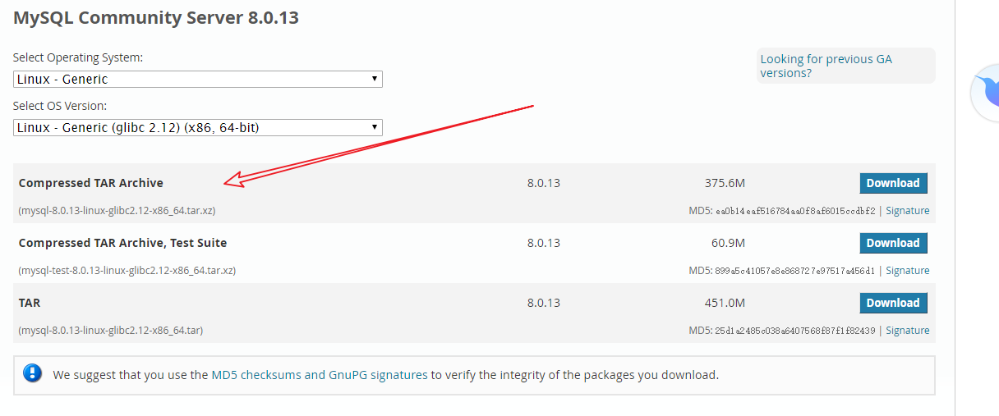 MySQL Community Server 8.0.13
Select Operating System:
Looking for previous GA
versions?
Linux - Generic
Select OS Version:
Linux - Generic (glibc 2.12) (x86, 64-bit)
Compressed TAR Archive 8.0.13 375.6M Download
(mysql-8.0.13-linux-glibc2.12-x86_64.tar.xz) MD5: ea0b14eaf516784aa0f8af6015ccdbf2 | Signature
Compressed TAR Archive, Test Suite 8.0.13 60.9M Download
(mysql-test-8.0.13-linux-glibc2.12-x86_64.tar.xz) MD5: 899a5c41057e8e868727e97517a456d1 | Signature
TAR 8.0.13 451.0M Download
(mysql-8.0.13-linux-glibc2.12-x86_64.tar) MD5: 25d1a2485c038a6407568f87f1f82439 | Signature
We suggest that you use the MD5 checksums and GnuPG signatures to verify the integrity of the packages you download.